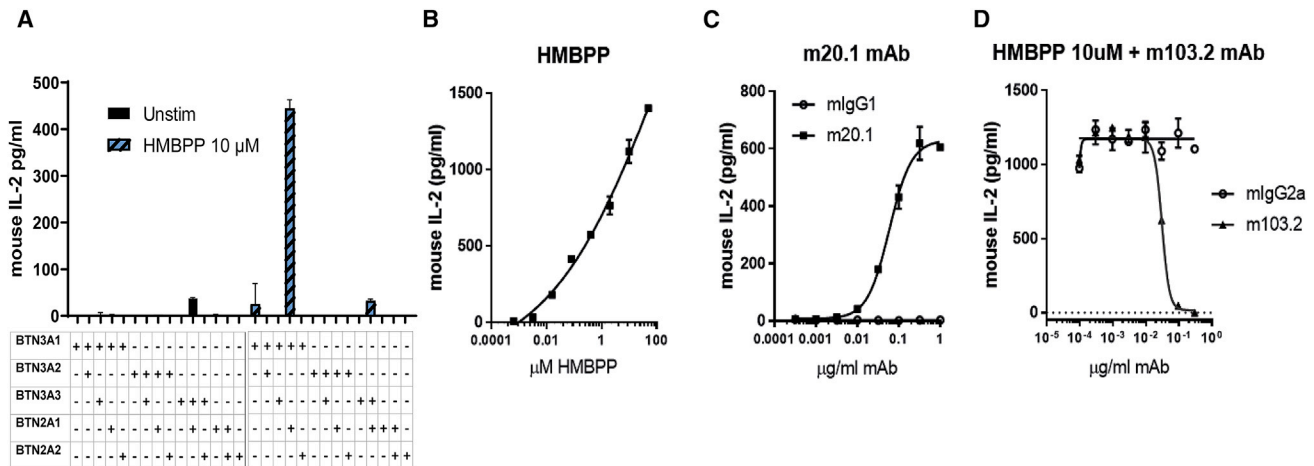 A
500
400
300
200
100
0
mouse IL-2 pg/ml
Unstim
HMBPP 10 µM
BTN3A1 + + + + + - - - - - - - - - - + + + + + - - - - - - - - -
BTN3A2 - + - - - + + + + - - - - - - - + - - - + + + + - - - - -
BTN3A3 - - + - - - + - - + + + - - - - - + - - - + - - + + - - -
BTN2A1 - - - + - - - + - - + - + + - - - - + - - - + - - + + + -
BTN2A2 - - - - + - - - + - - + - + + - - - - + - - - + - - - + +
B
HMBPP
1500
1000
500
0
mouse IL-2 (pg/ml)
0.0001 0.01 1 100
µM HMBPP
C
m20.1 mAb
800
600
400
200
0
mouse IL-2 (pg/ml)
mIgG1
m20.1
0.0001 0.001 0.01 0.1 1
µg/ml mAb
D
HMBPP 10uM + m103.2 mAb
1500
1000
500
0
mouse IL-2 (pg/ml)
mIgG2a
m103.2
10⁻⁵ 10⁻⁴ 10⁻³ 10⁻² 10⁻¹ 10⁰
µg/ml mAb